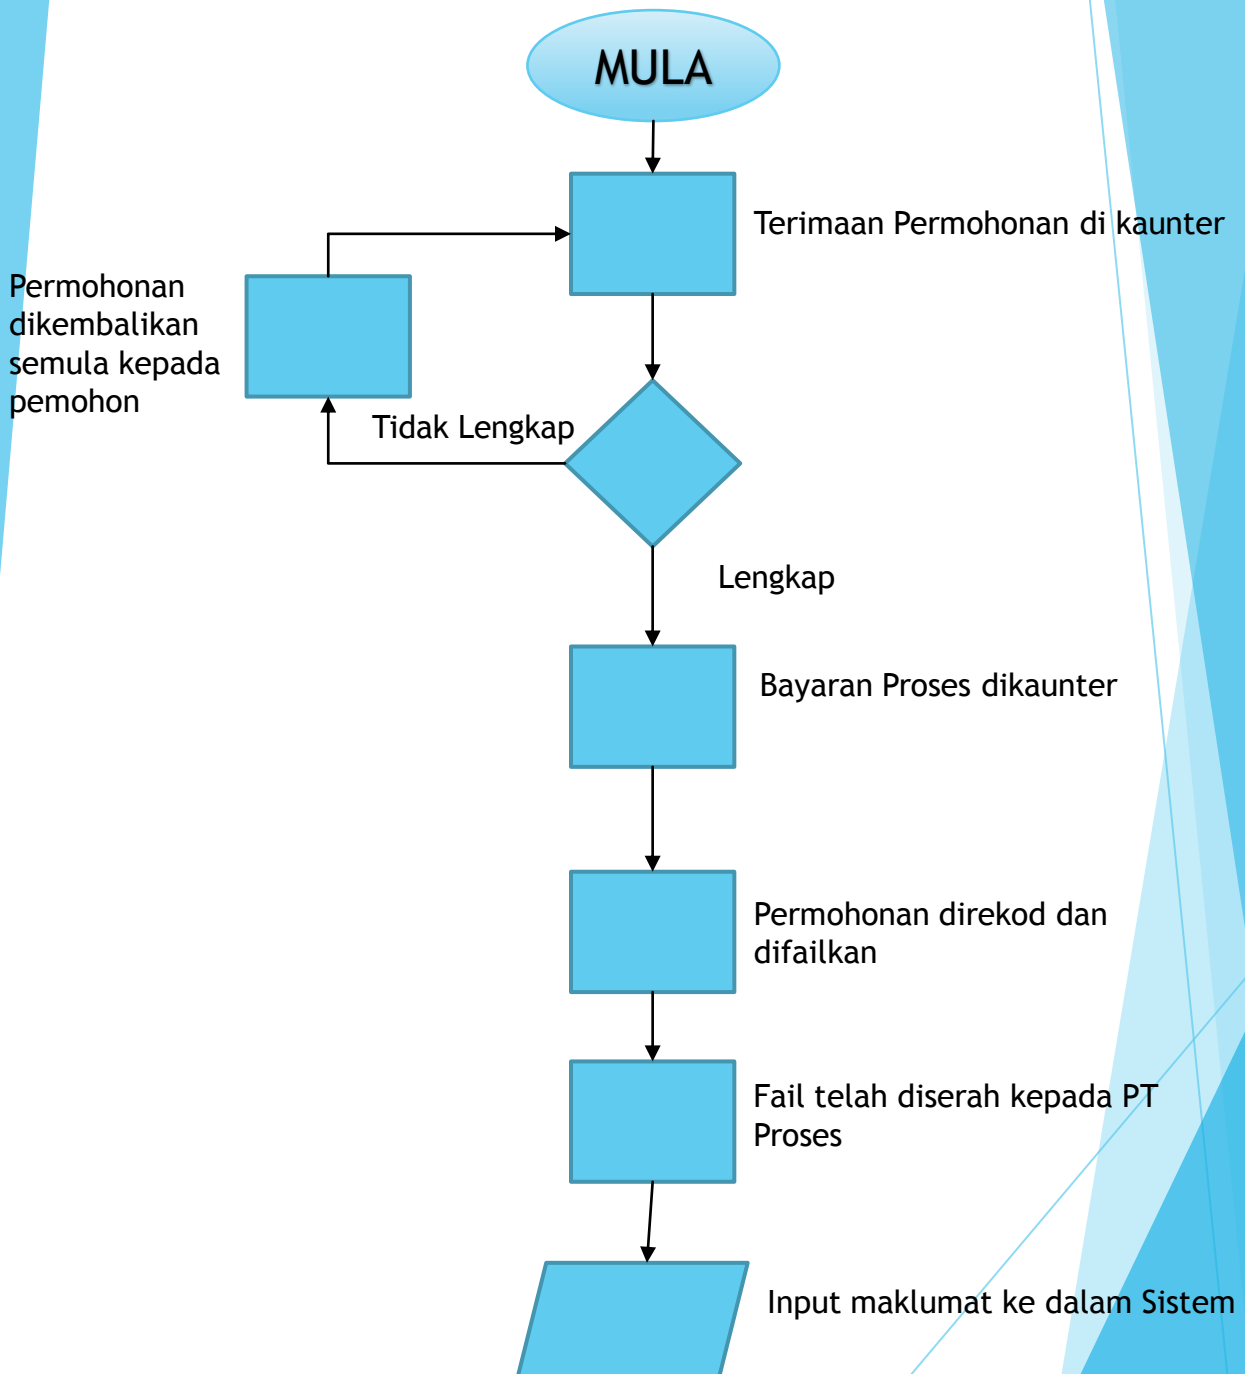 MULA
Terimaan Permohonan di kaunter
Permohonan
dikembalikan
semula kepada
pemohon
Tidak Lengkap
Lengkap
Bayaran Proses dikaunter
Permohonan direkod dan
difailkan
Fail telah diserah kepada PT
Proses
Input maklumat ke dalam Sistem